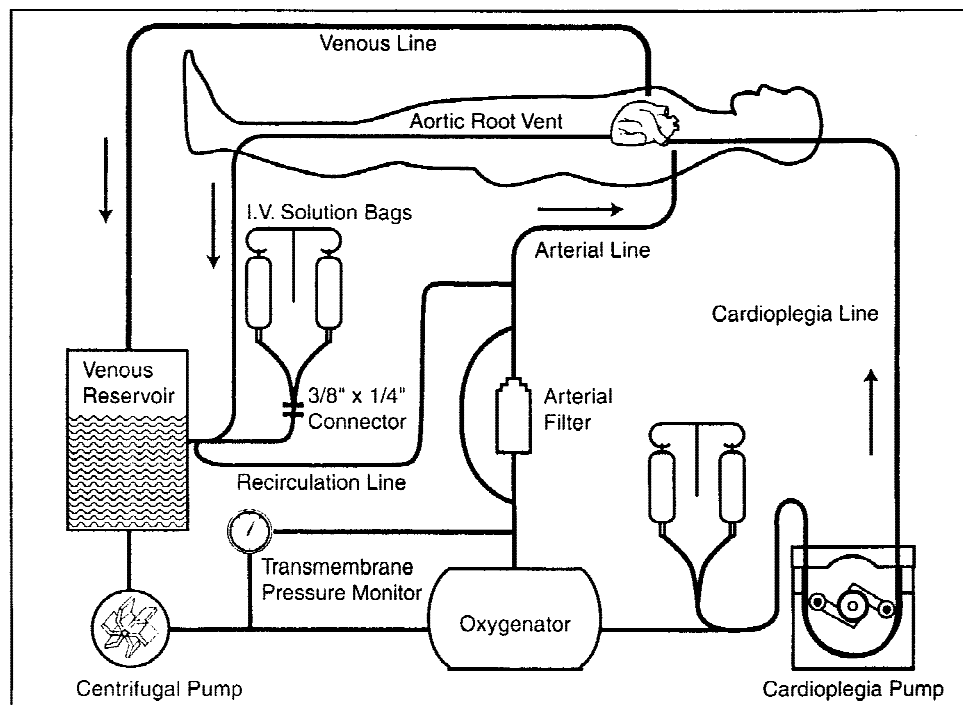 Venous Line
Aortic Root Vent
I.V. Solution Bags
Arterial Line
Cardioplegia Line
Venous
Reservoir
3/8" x 1/4"
Connector
Arterial
Filter
Recirculation Line
Transmembrane
Pressure Monitor
Oxygenator
Centrifugal Pump
Cardioplegia Pump